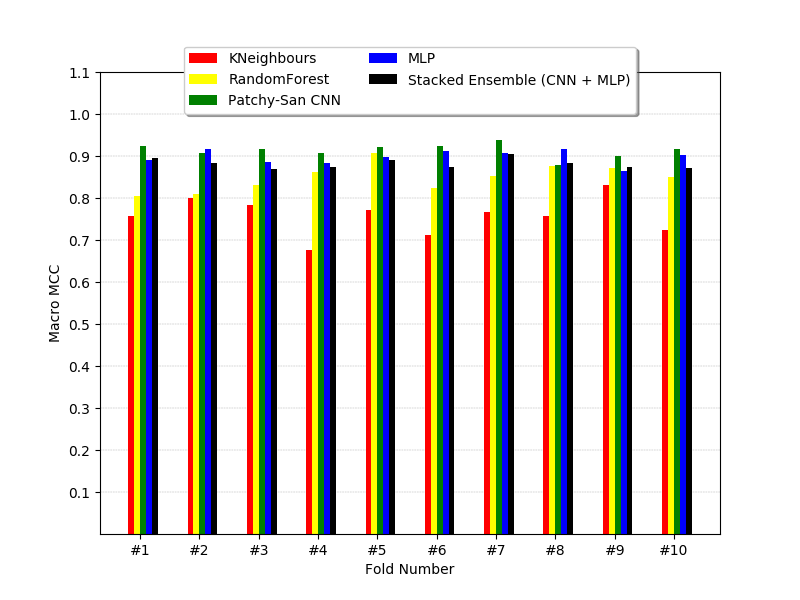 KNeighbours
RandomForest
Patchy-San CNN
MLP
Stacked Ensemble (CNN + MLP)
1.1
1.0
0.9
0.8
0.7
0.6
0.5
0.4
0.3
0.2
0.1
Macro MCC
#1 #2 #3 #4 #5 #6 #7 #8 #9 #10
Fold Number